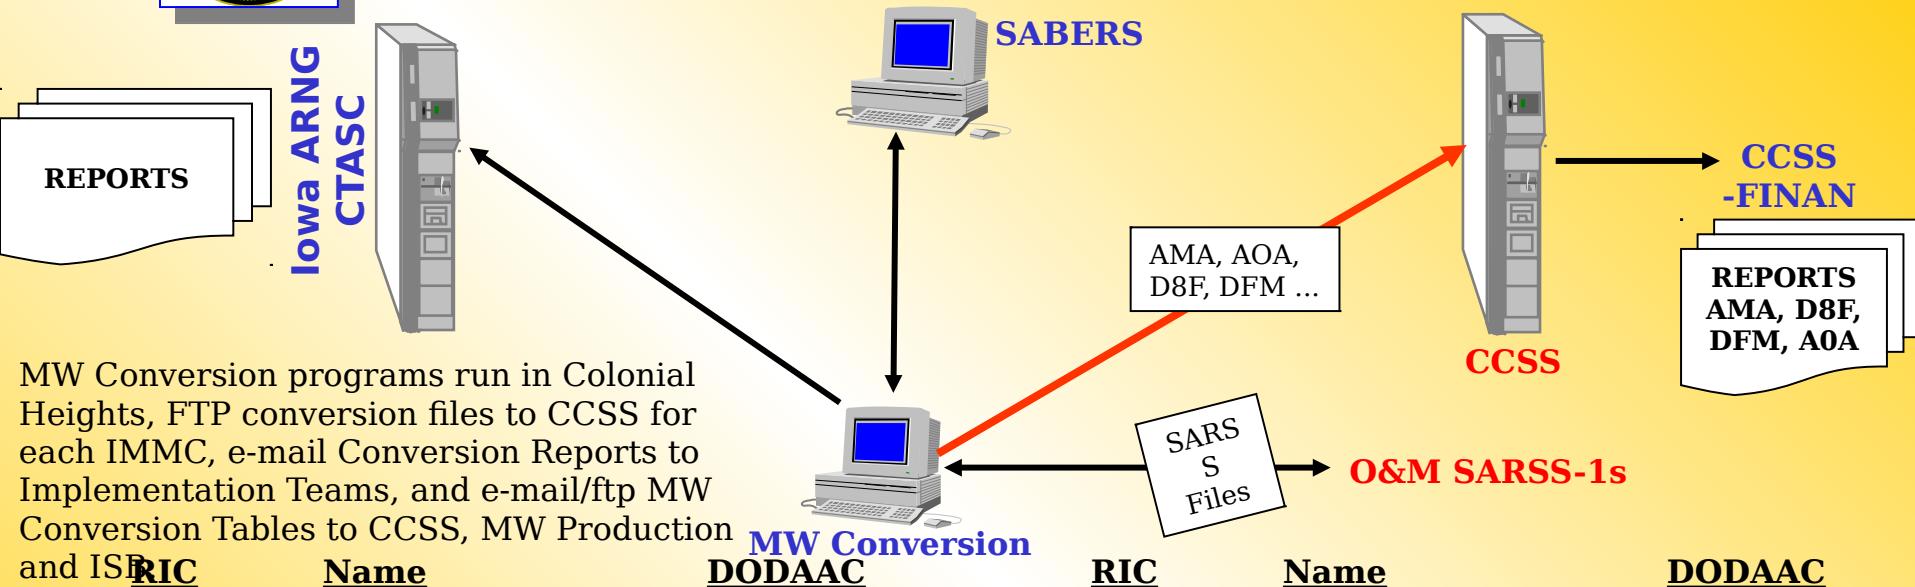 SABERS
Iowa ARNG
CTASC
REPORTS
CCSS
-FINAN
AMA, AOA,
D8F, DFM ...
REPORTS
AMA, D8F,
DFM, A0A
CCSS
MW Conversion programs run in Colonial
Heights, FTP conversion files to CCSS for
each IMMC, e-mail Conversion Reports to
Implementation Teams, and e-mail/ftp MW
Conversion Tables to CCSS, MW Production
and ISB.
SARS
S
Files
O&M SARSS-1s
MW Conversion
RIC Name DODAAC RIC Name DODAAC